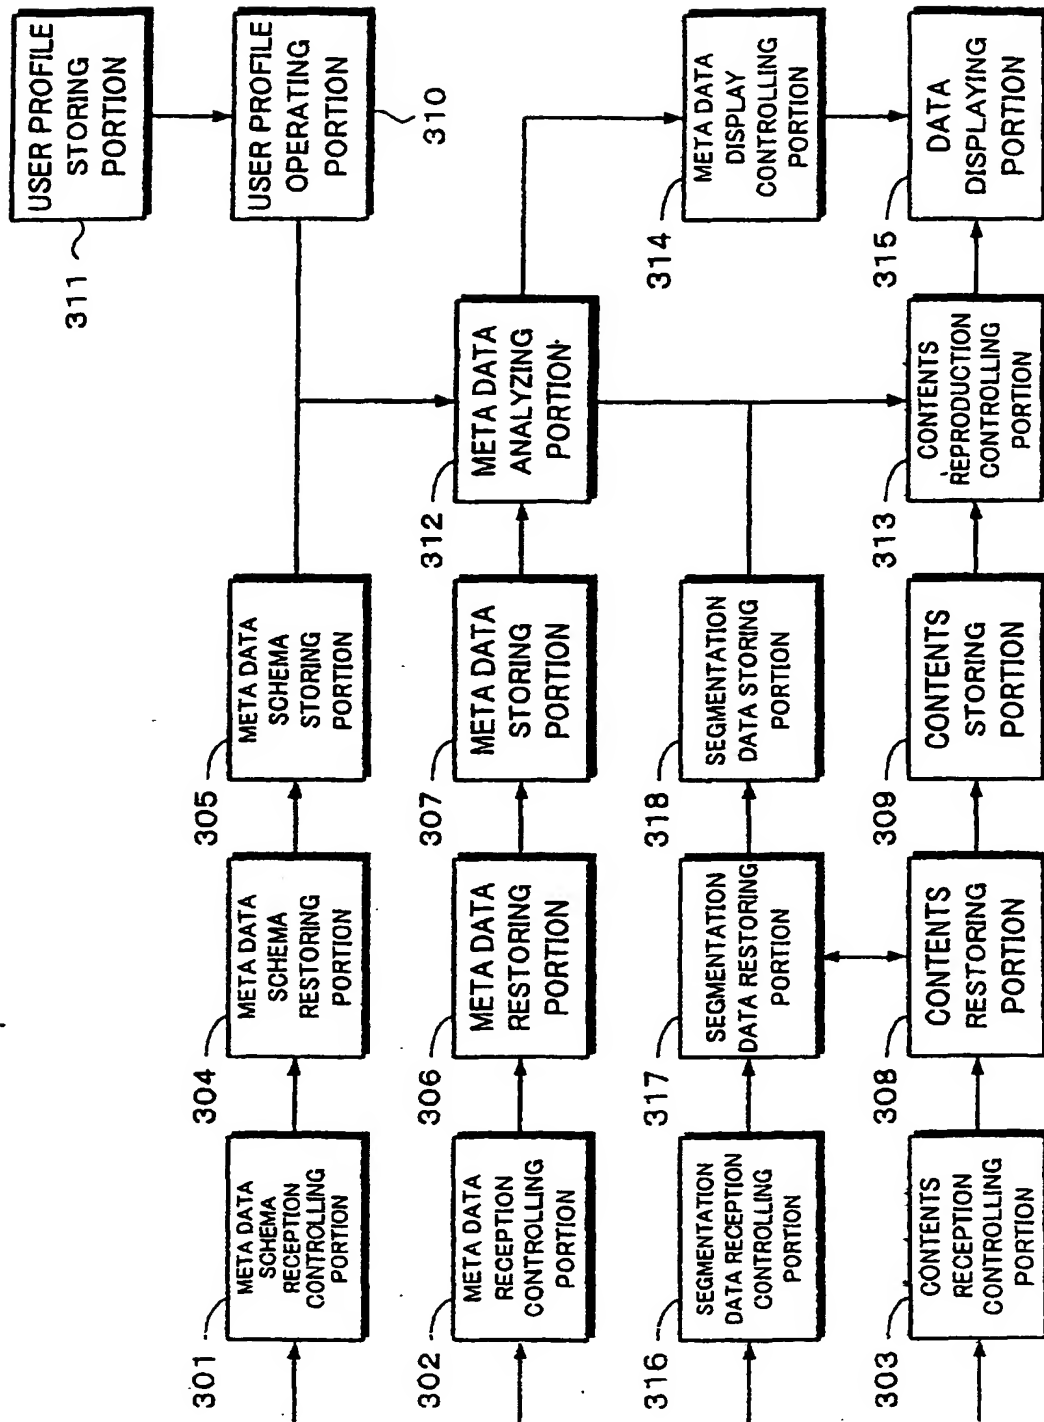 USER PROFILE
STORING
PORTION
311
USER PROFILE
OPERATING
PORTION
310
META DATA
SCHEMA
RECEPTION
CONTROLLING
PORTION
301
META DATA
SCHEMA
RESTORING
PORTION
304
META DATA
SCHEMA
STORING
PORTION
305
META DATA
RECEPTION
CONTROLLING
PORTION
302
META DATA
RESTORING
PORTION
306
META DATA
STORING
PORTION
307
META DATA
ANALYZING
PORTION
312
SEGMENTATION
DATA RECEPTION
CONTROLLING
PORTION
316
SEGMENTATION
DATA RESTORING
PORTION
317
SEGMENTATION
DATA STORING
PORTION
318
META DATA
DISPLAY
CONTROLLING
PORTION
314
CONTENTS
RECEPTION
CONTROLLING
PORTION
303
CONTENTS
RESTORING
PORTION
308
CONTENTS
STORING
PORTION
309
CONTENTS
REPRODUCTION
CONTROLLING
PORTION
313
DATA
DISPLAYING
PORTION
315